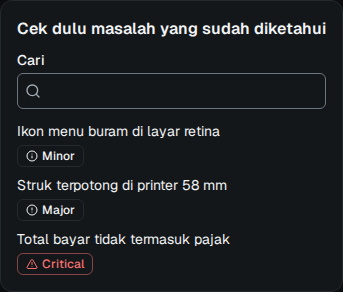 Cek dulu masalah yang sudah diketahui
Cari
Ikon menu buram di layar retina
Minor
Struk terpotong di printer 58 mm
Major
Total bayar tidak termasuk pajak
Critical